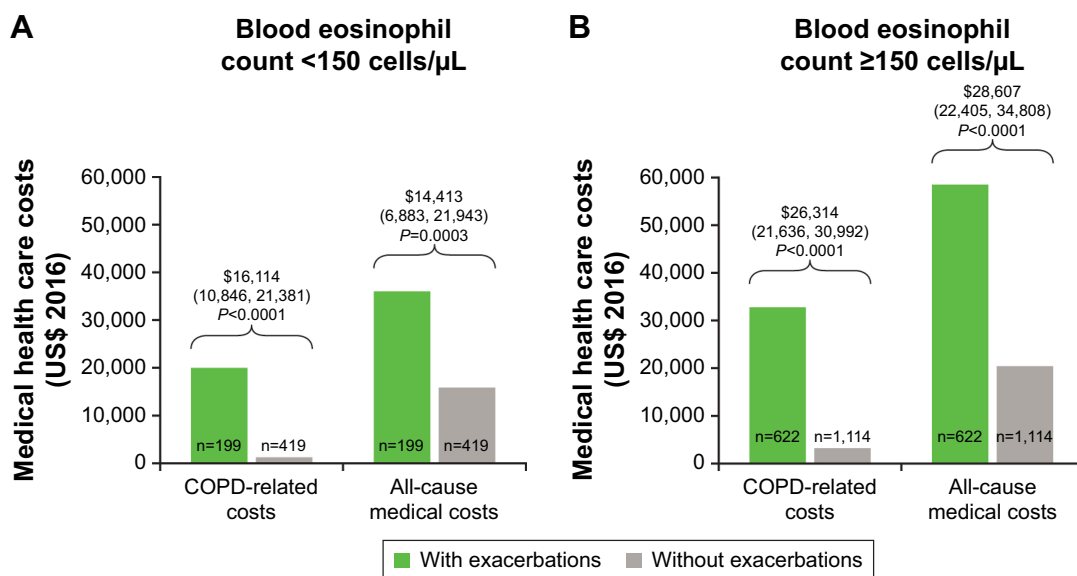 A
Blood eosinophil
count <150 cells/µL
Medical health care costs
(US$ 2016)
60,000
50,000
40,000
30,000
20,000
10,000
0
$16,114
(10,846, 21,381)
P<0.0001
$14,413
(6,883, 21,943)
P=0.0003
n=199
n=419
n=199
n=419
COPD-related
costs
All-cause
medical costs
B
Blood eosinophil
count ≥150 cells/µL
Medical health care costs
(US$ 2016)
60,000
50,000
40,000
30,000
20,000
10,000
0
$26,314
(21,636, 30,992)
P<0.0001
$28,607
(22,405, 34,808)
P<0.0001
n=622
n=1,114
n=622
n=1,114
COPD-related
costs
All-cause
medical costs
With exacerbations
Without exacerbations